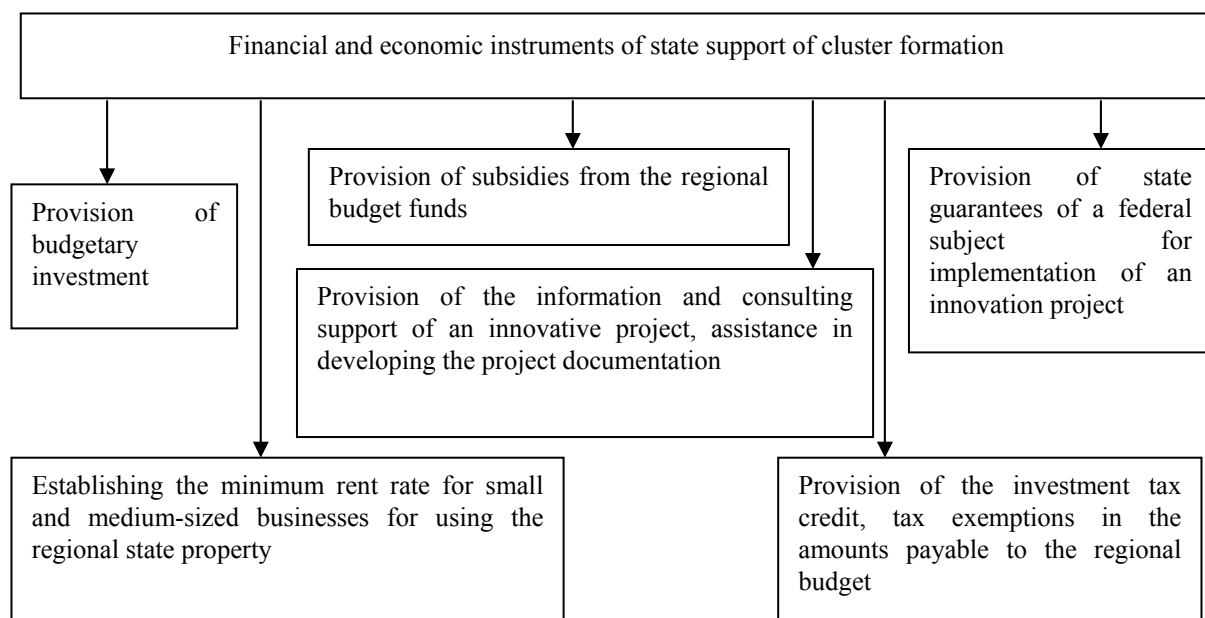 Financial and economic instruments of state support of cluster formation
Provision of
budgetary
investment
Provision of subsidies from the regional
budget funds
Provision of state
guarantees of a federal
subject for
implementation of an
innovation project
Provision of the information and consulting
support of an innovative project, assistance in
developing the project documentation
Establishing the minimum rent rate for small
and medium-sized businesses for using the
regional state property
Provision of the investment tax
credit, tax exemptions in the
amounts payable to the regional
budget